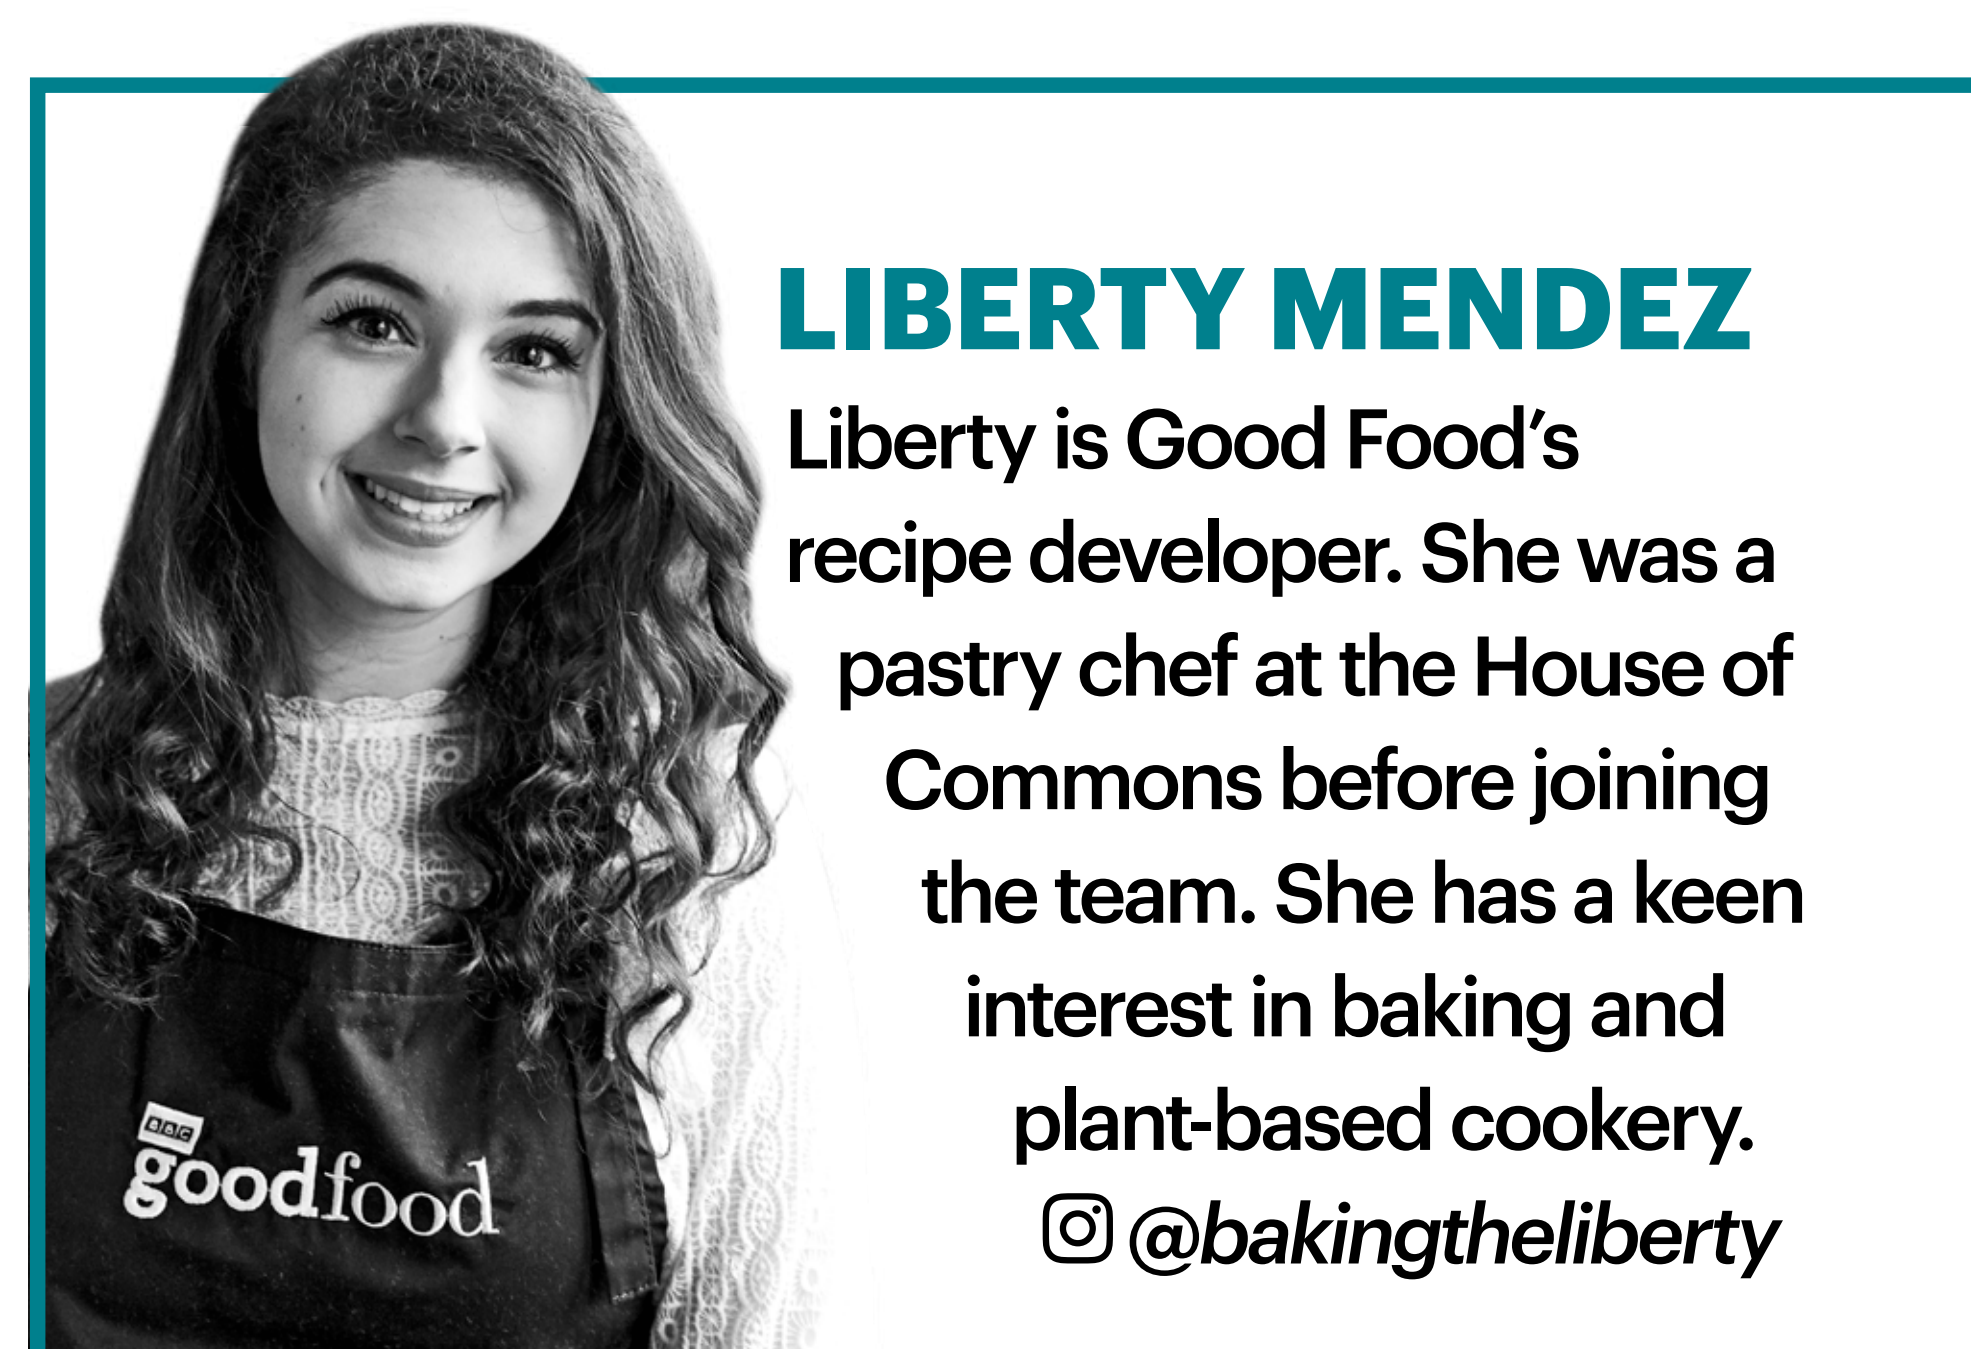 LIBERTY MENDEZ
Liberty is Good Food’s
recipe developer. She was a
pastry chef at the House of
Commons before joining
the team. She has a keen
interest in baking and
plant-based cookery.
@bakingtheliberty
BBC
goodfood